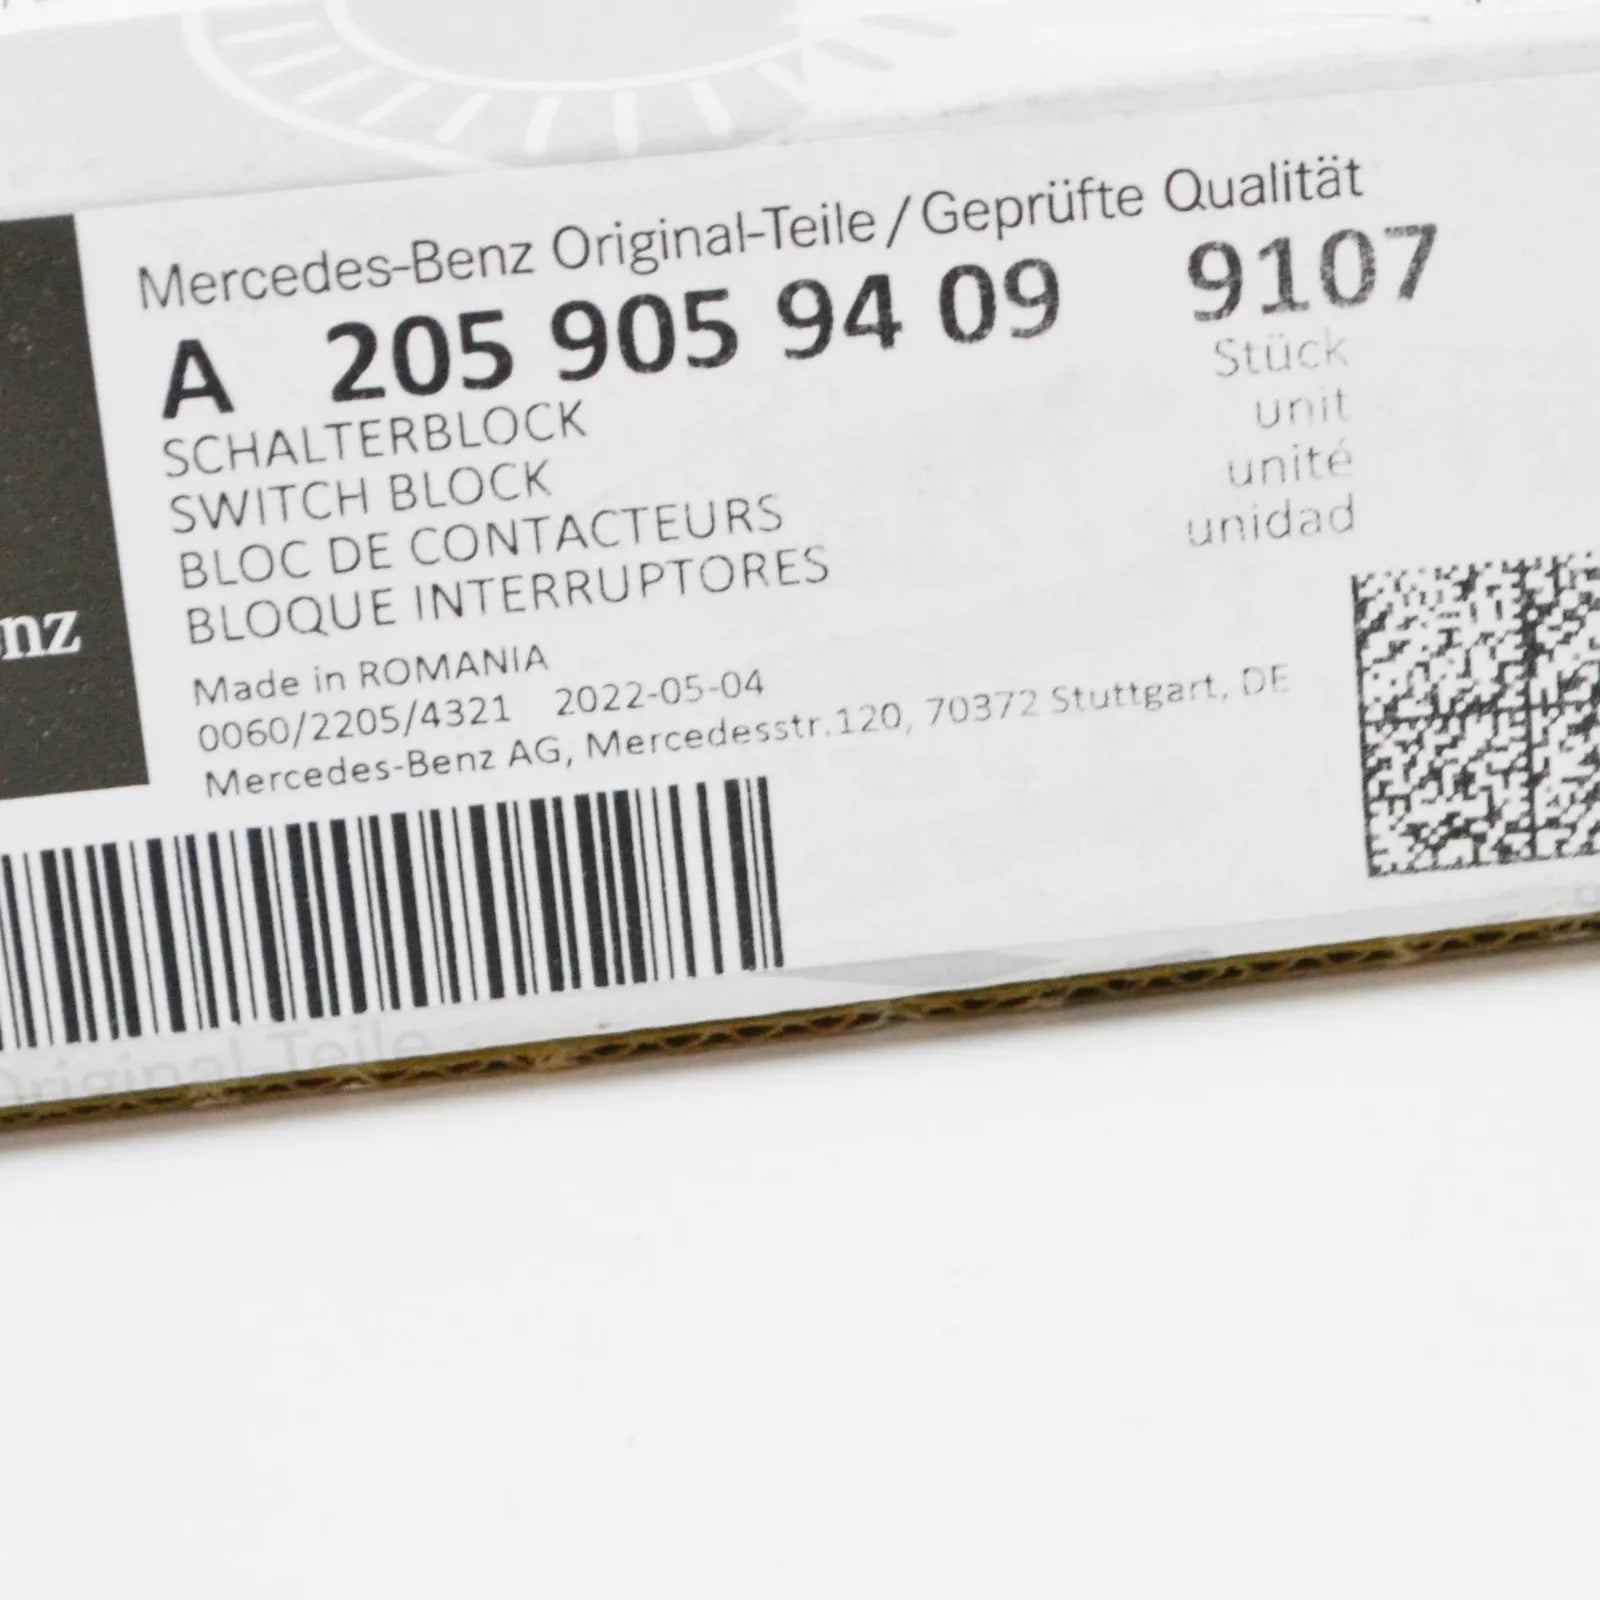 Mercedes-Benz Original-Teile / Geprüfte Qualität
A 205 905 94 09 9107
SCHALTERBLOCK
SWITCH BLOCK
BLOC DE CONTACTEURS
BLOQUE INTERRUPTORES
Stück
unit
unité
unidad
Made in ROMANIA
0060/2205/4321 2022-05-04
Mercedes-Benz AG, Mercedesstr.120, 70372 Stuttgart, DE
nz
Original Teile